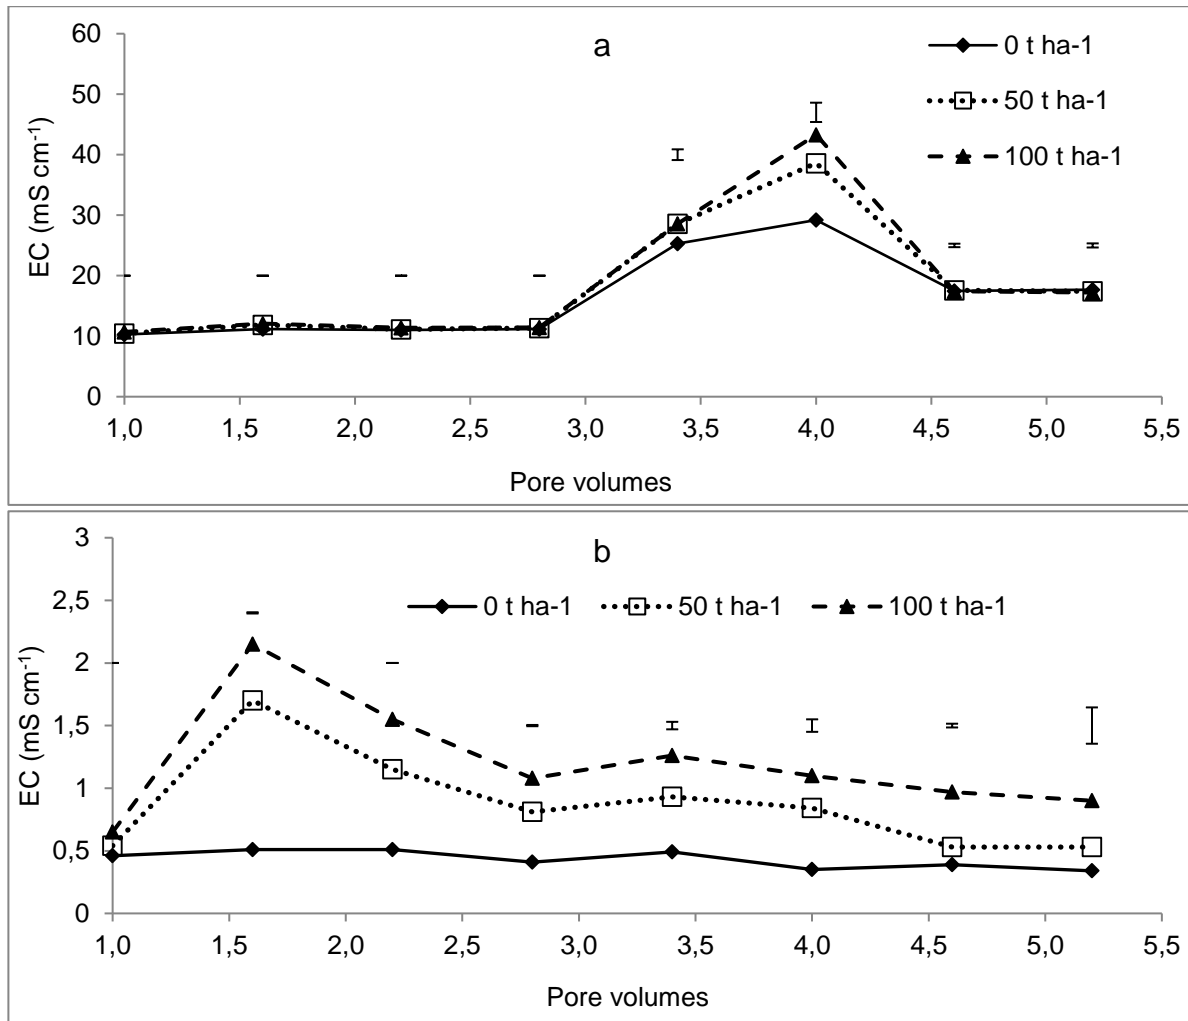 a
60
50
40
30
20
10
0
EC (mS cm-1)
0 t ha-1
50 t ha-1
100 t ha-1
1,0 1,5 2,0 2,5 3,0 3,5 4,0 4,5 5,0 5,5
Pore volumes
b
3
2,5
2
1,5
1
0,5
0
EC (mS cm-1)
0 t ha-1 50 t ha-1 100 t ha-1
1,0 1,5 2,0 2,5 3,0 3,5 4,0 4,5 5,0 5,5
Pore volumes